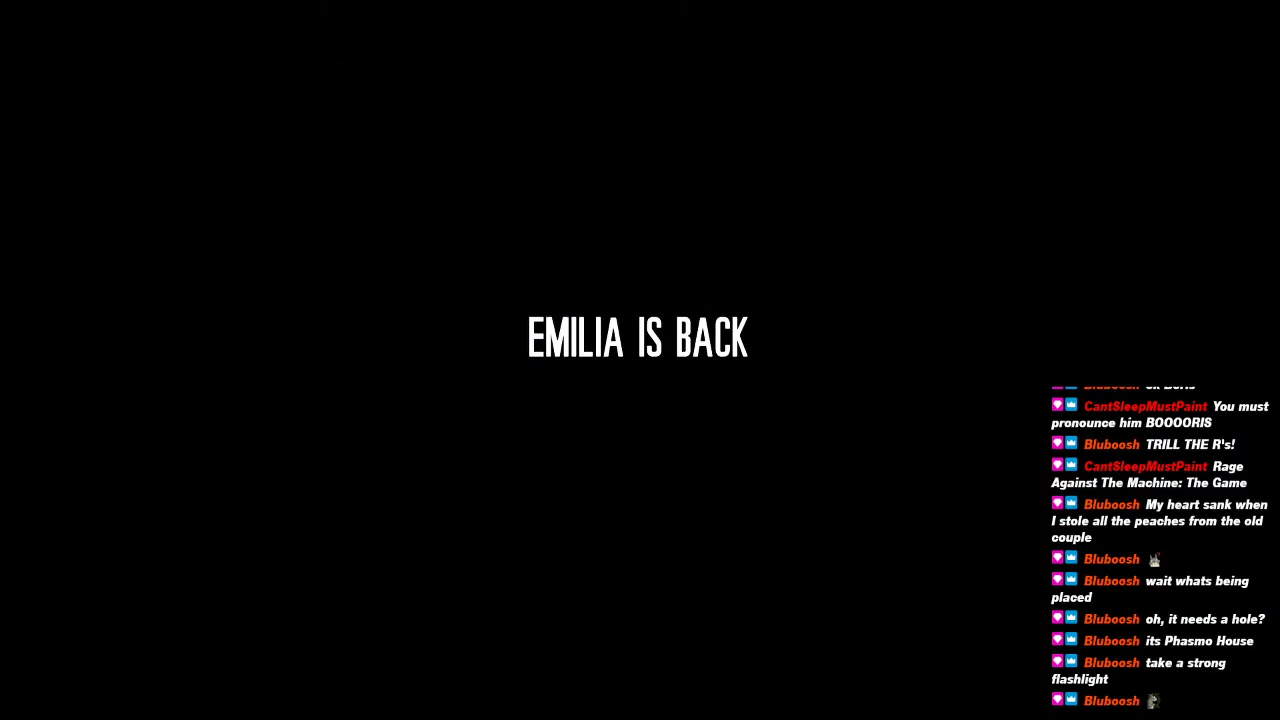 EMILIA IS BACK
CantSleepMustPaint You must
pronounce him BOOOORIS
Bluboosh TRILL THE R's!
CantSleepMustPaint Rage
Against The Machine: The Game
Bluboosh My heart sank when
I stole all the peaches from the old
couple
Bluboosh
Bluboosh wait whats being
placed
Bluboosh oh, it needs a hole?
Bluboosh its Phasmo House
Bluboosh take a strong
flashlight
Bluboosh